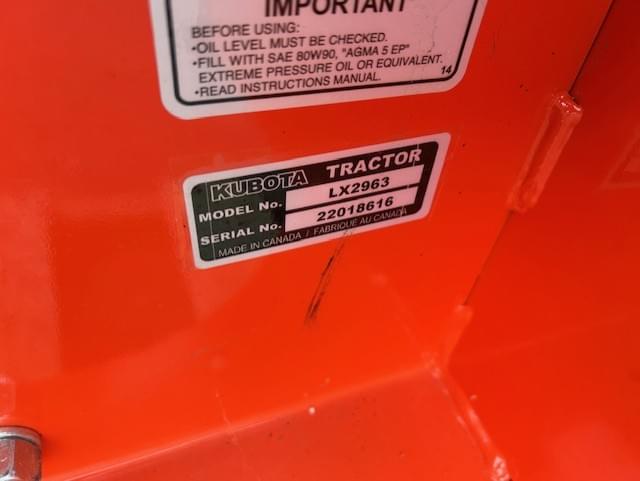 IMPORTANT
BEFORE USING:
•OIL LEVEL MUST BE CHECKED.
•FILL WITH SAE 80W90, "AGMA 5 EP"
EXTREME PRESSURE OIL OR EQUIVALENT.
•READ INSTRUCTIONS MANUAL.
14
KUBOTA TRACTOR
MODEL No. LX2963
SERIAL No. 22018616
MADE IN CANADA / FABRIQUÉ AU CANADA